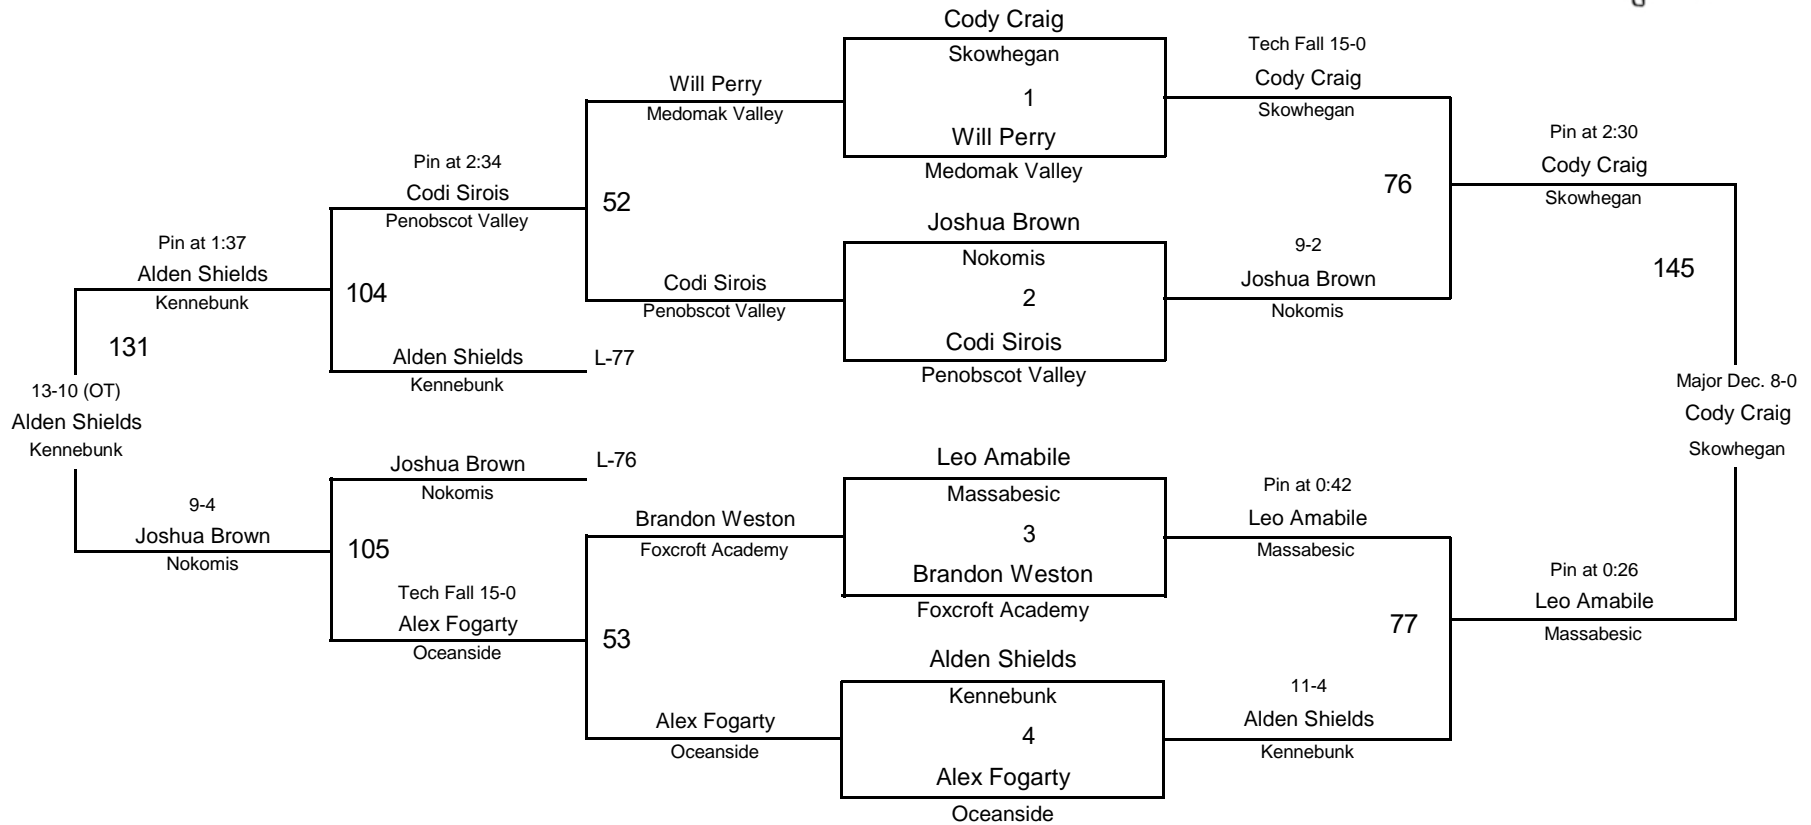 Cody Craig
Skowhegan
1
Will Perry
Medomak Valley
Joshua Brown
Nokomis
2
Codi Sirois
Penobscot Valley
Leo Amabile
Massabesic
3
Brandon Weston
Foxcroft Academy
Alden Shields
Kennebunk
4
Alex Fogarty
Oceanside
Tech Fall 15-0
Cody Craig
Skowhegan
76
9-2
Joshua Brown
Nokomis
Pin at 0:42
Leo Amabile
Massabesic
77
11-4
Alden Shields
Kennebunk
Pin at 2:30
Cody Craig
Skowhegan
145
Pin at 0:26
Leo Amabile
Massabesic
Major Dec. 8-0
Cody Craig
Skowhegan
Will Perry
Medomak Valley
52
Codi Sirois
Penobscot Valley
Brandon Weston
Foxcroft Academy
53
Alex Fogarty
Oceanside
Pin at 2:34
Codi Sirois
Penobscot Valley
104
Alden Shields
L-77
Kennebunk
Joshua Brown
L-76
Nokomis
105
Tech Fall 15-0
Alex Fogarty
Oceanside
Pin at 1:37
Alden Shields
Kennebunk
131
9-4
Joshua Brown
Nokomis
13-10 (OT)
Alden Shields
Kennebunk